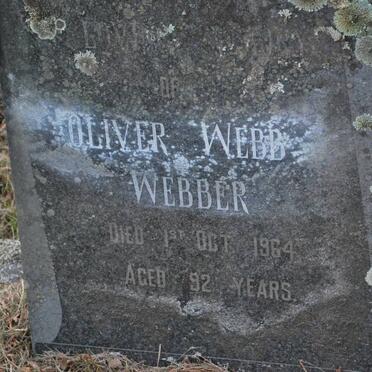 OF
OLIVER WEBB
WEBBER
DIED 1ST OCT 1964
AGED 92 YEARS